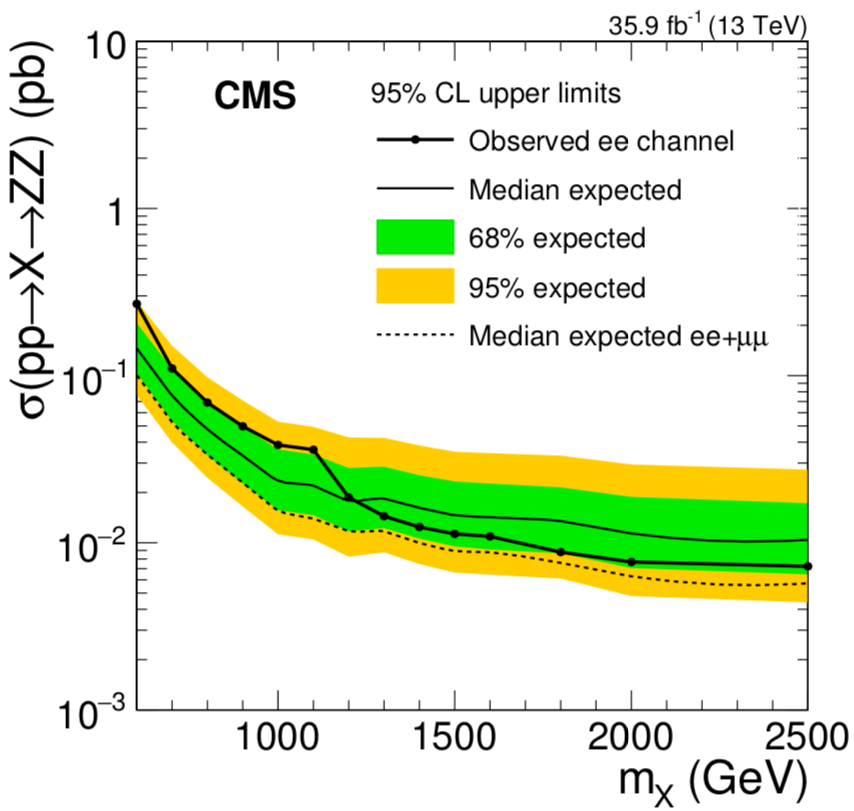 35.9 fb⁻¹ (13 TeV)
CMS
95% CL upper limits
Observed ee channel
Median expected
68% expected
95% expected
Median expected ee+μμ
σ(pp→X→ZZ) (pb)
10
1
10⁻¹
10⁻²
10⁻³
1000 1500 2000 2500
m_X (GeV)